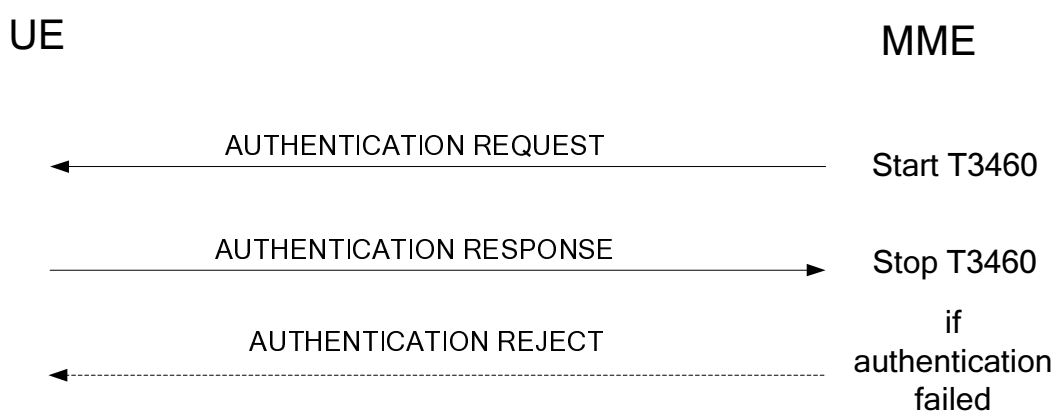 UE
MME
AUTHENTICATION REQUEST
Start T3460
AUTHENTICATION RESPONSE
Stop T3460
AUTHENTICATION REJECT
if
authentication
failed